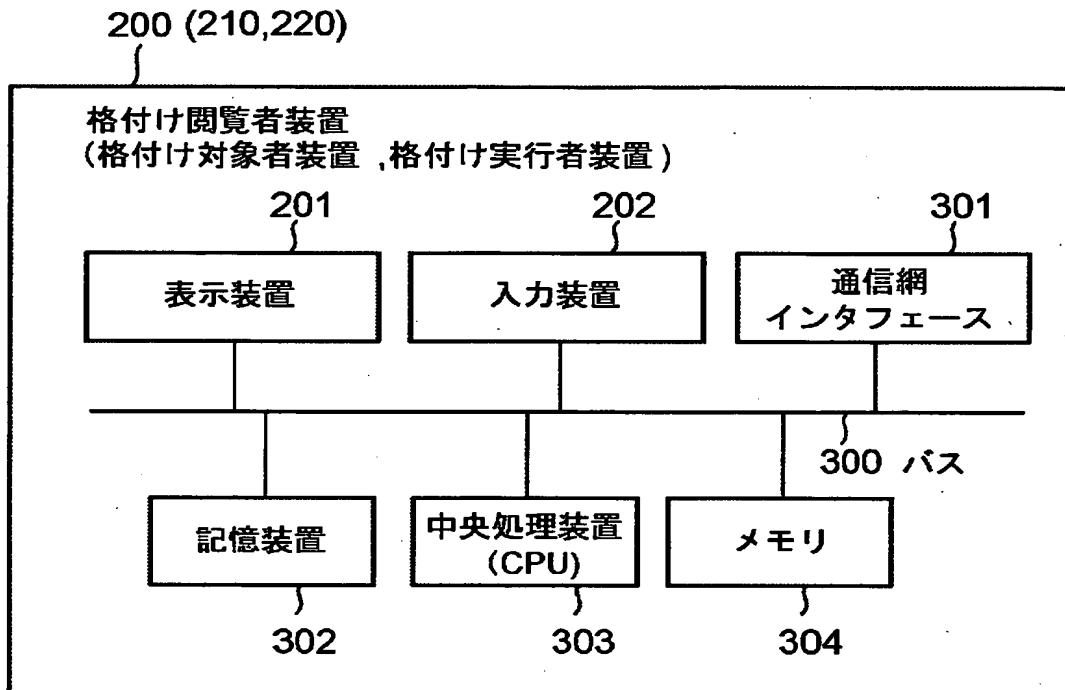 200 (210,220)
格付け閲覧者装置
(格付け対象者装置 ,格付け実行者装置)
201
202
301
表示装置
入力装置
通信網
インタフェース
300 バス
記憶装置
中央処理装置
(CPU)
メモリ
302
303
304